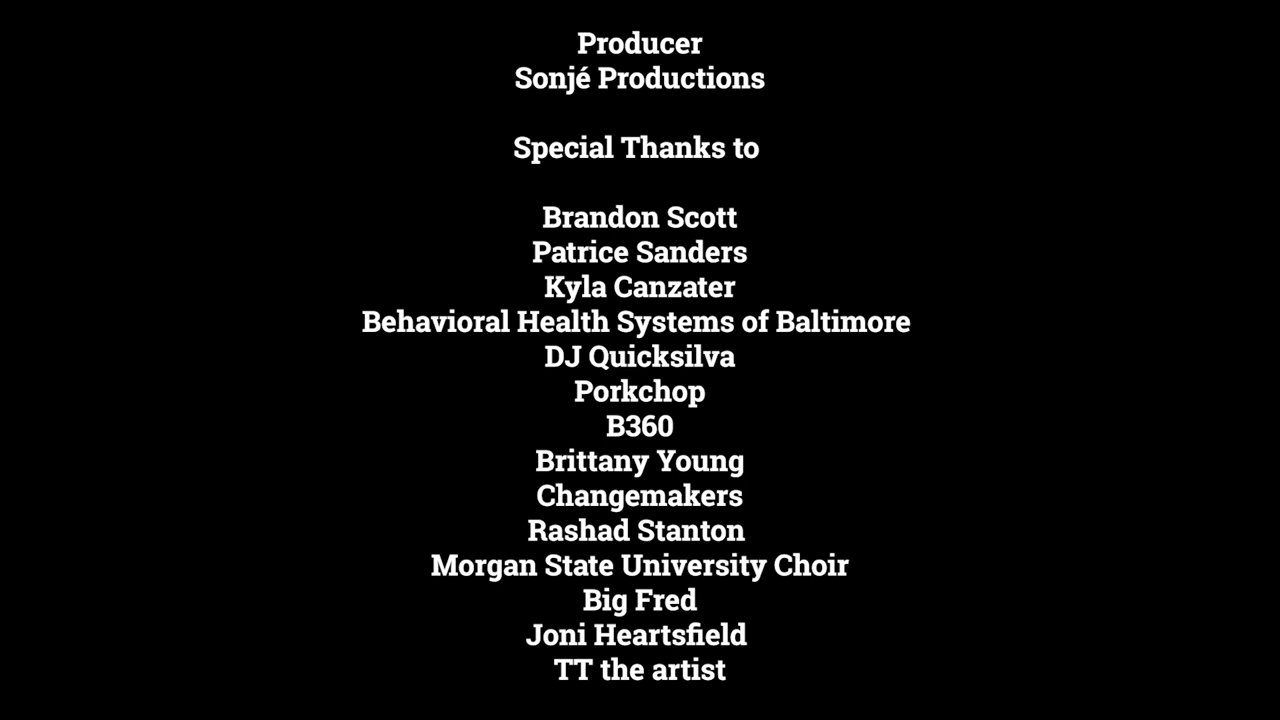 Producer
Sonjé Productions
Special Thanks to
Brandon Scott
Patrice Sanders
Kyla Canzater
Behavioral Health Systems of Baltimore
DJ Quicksilva
Porkchop
B360
Brittany Young
Changemakers
Rashad Stanton
Morgan State University Choir
Big Fred
Joni Heartsfield
TT the artist